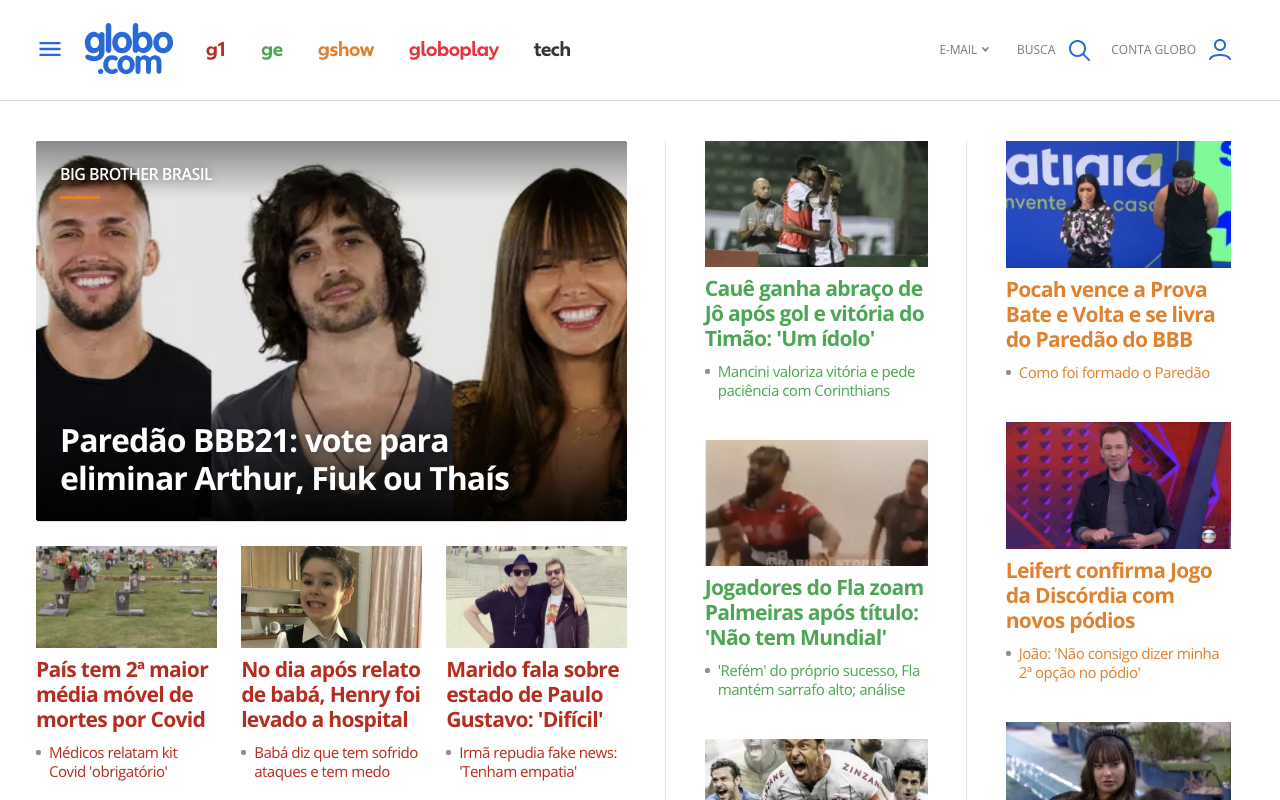 globo
.com
g1
ge
gshow
globoplay
tech
E-MAIL
BUSCA
CONTA GLOBO
BIG BROTHER BRASIL
Paredão BBB21: vote para
eliminar Arthur, Fiuk ou Thaís
País tem 2ª maior
média móvel de
mortes por Covid
Médicos relatam kit
Covid 'obrigatório'
No dia após relato
de babá, Henry foi
levado a hospital
Babá diz que tem sofrido
ataques e tem medo
Marido fala sobre
estado de Paulo
Gustavo: 'Difícil'
Irmã repudia fake news:
'Tenham empatia'
Cauê ganha abraço de
Jô após gol e vitória do
Timão: 'Um ídolo'
Mancini valoriza vitória e pede
paciência com Corinthians
Jogadores do Fla zoam
Palmeiras após título:
'Não tem Mundial'
'Refém' do próprio sucesso, Fla
mantém sarrafo alto; análise
ZINZAN
atigia
nvente
casa
Pocah vence a Prova
Bate e Volta e se livra
do Paredão do BBB
Como foi formado o Paredão
Leifert confirma Jogo
da Discórdia com
novos pódios
João: 'Não consigo dizer minha
2ª opção no pódio'